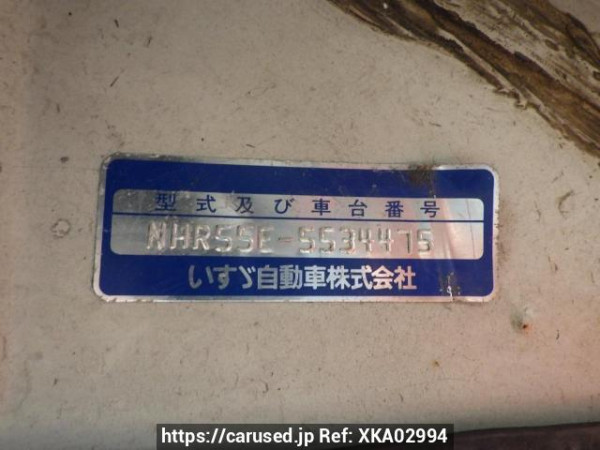 型式及び車台番号
NHR55E-5534475
いすゞ自動車株式会社
https://carused.jp Ref: XKA02994